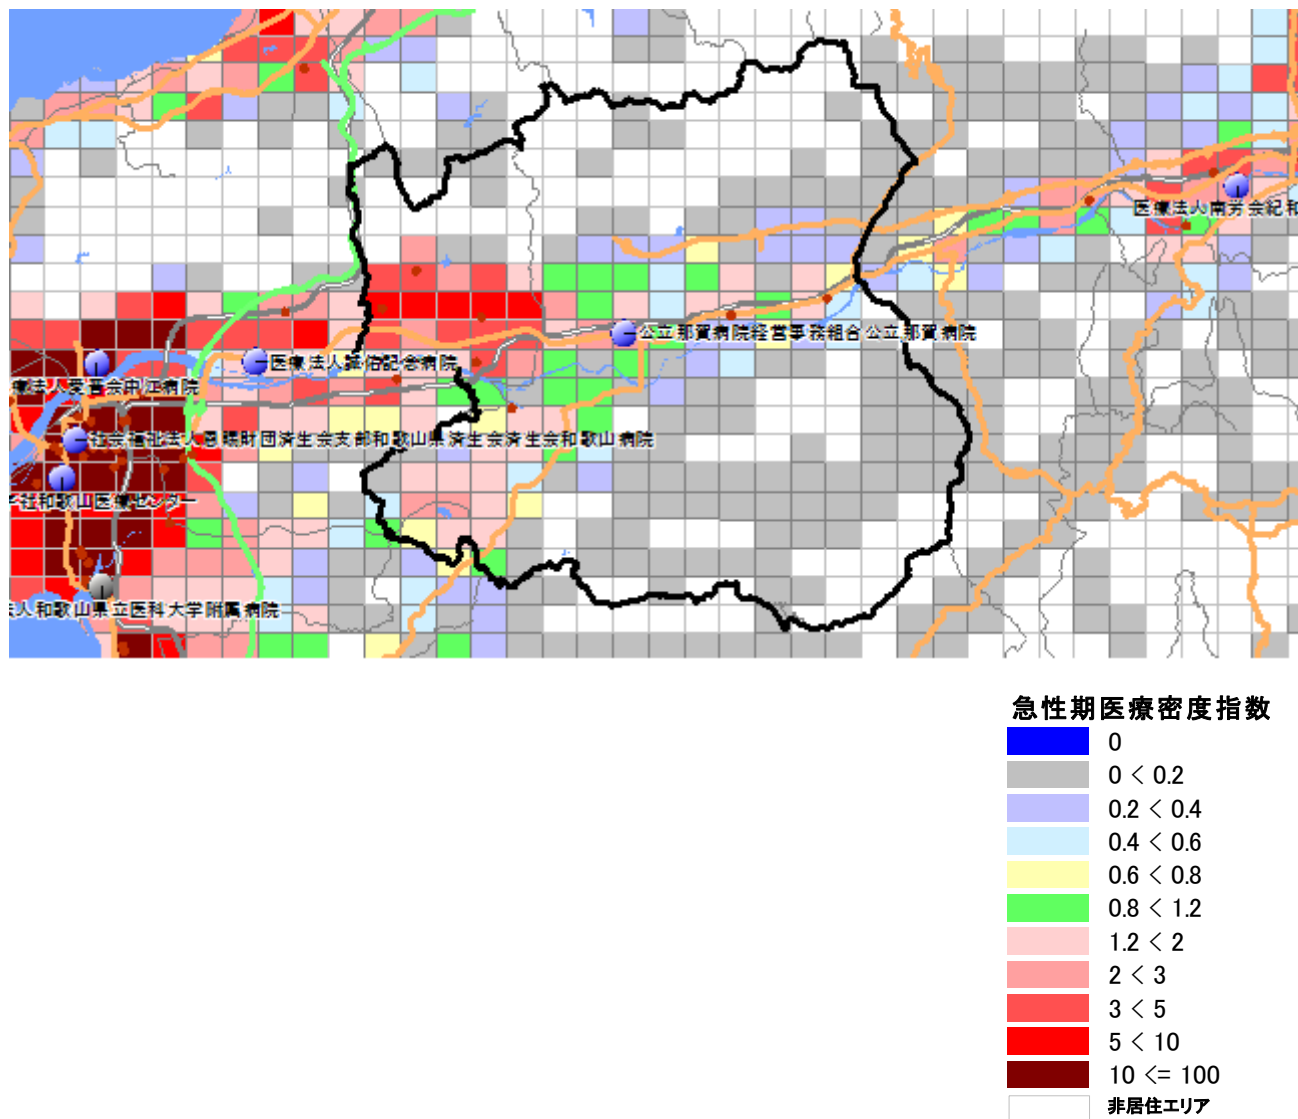 医療法人南労会紀和
公立那賀病院経営事務組合公立那賀病院
医療法人誠佑記念病院
療法人愛晋会中江病院
社会福祉法人恩賜財団済生会支部和歌山県済生会済生会和歌山病院
社和歌山医療センター
人和歌山県立医科大学附属病院
急性期医療密度指数
0
0 < 0.2
0.2 < 0.4
0.4 < 0.6
0.6 < 0.8
0.8 < 1.2
1.2 < 2
2 < 3
3 < 5
5 < 10
10 <= 100
非居住エリア